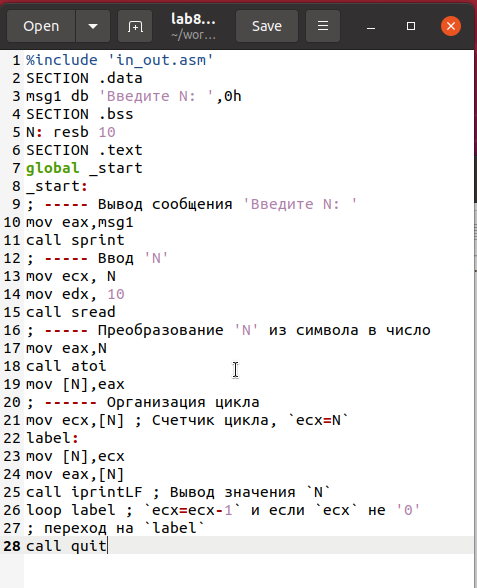 Open
lab8...
~/wor...
Save
1 %include 'in_out.asm'
2 SECTION .data
3 msg1 db 'Введите N: ',0h
4 SECTION .bss
5 N: resb 10
6 SECTION .text
7 global _start
8 _start:
9 ; ----- Вывод сообщения 'Введите N: '
10 mov eax,msg1
11 call sprint
12 ; ----- Ввод 'N'
13 mov ecx, N
14 mov edx, 10
15 call sread
16 ; ----- Преобразование 'N' из символа в число
17 mov eax,N
18 call atoi
19 mov [N],eax
20 ; ------ Организация цикла
21 mov ecx,[N] ; Счетчик цикла, `ecx=N`
22 label:
23 mov [N],ecx
24 mov eax,[N]
25 call iprintLF ; Вывод значения `N`
26 loop label ; `ecx=ecx-1` и если `ecx` не '0'
27 ; переход на `label`
28 call quit